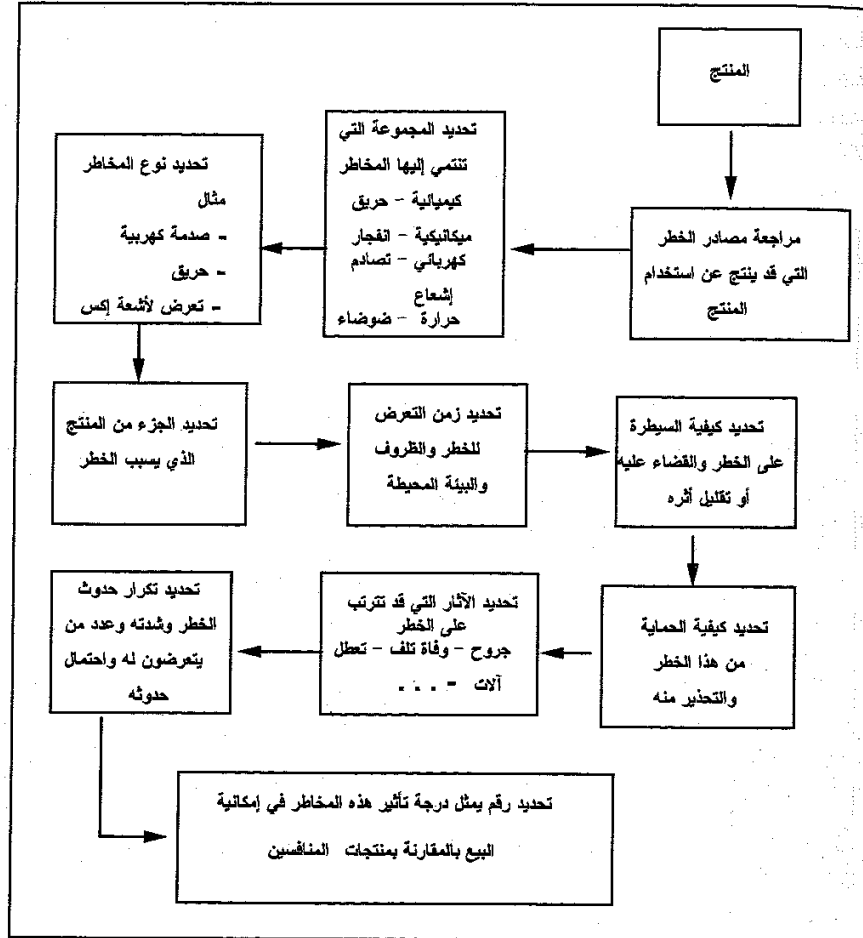 المنتج
مراجعة مصادر الخطر
التي قد ينتج عن استخدام
المنتج
تحديد المجموعة التي
تنتمي إليها المخاطر
كيميائية - حريق
ميكانيكية - انفجار
كهربائي - تصادم
إشعاع
حرارة - ضوضاء
تحديد نوع المخاطر
مثال
- صدمة كهربية
- حريق
- تعرض لأشعة إكس
تحديد الجزء من المنتج
الذي يسبب الخطر
تحديد زمن التعرض
للخطر والظروف
والبيئة المحيطة
تحديد كيفية السيطرة
على الخطر والقضاء عليه
أو تقليل أثره
تحديد كيفية الحماية
من هذا الخطر
والتحذير منه
تحديد الآثار التي قد تترتب
على الخطر
جروح - وفاة تلف - تعطل
آلات - . . .
تحديد تكرار حدوث
الخطر وشدته وعدد من
يتعرضون له واحتمال
حدوثه
تحديد رقم يمثل درجة تأثير هذه المخاطر في إمكانية
البيع بالمقارنة بمنتجات المنافسين